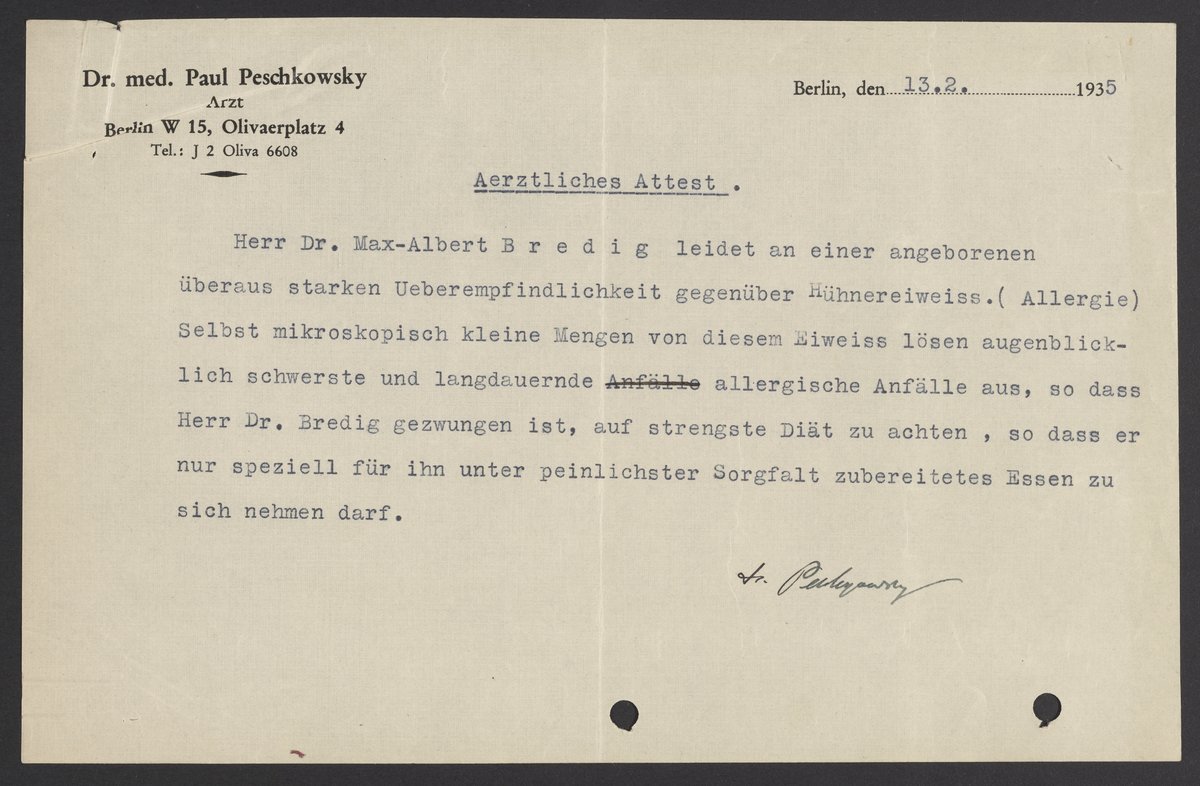 Dr. med. Paul Peschkowsky
Arzt
Berlin W 15, Olivaerplatz 4
Tel.: J 2 Oliva 6608
Berlin, den 13.2. 1935
Aerztliches Attest .
Herr Dr. Max-Albert B r e d i g leidet an einer angeborenen
überaus starken Ueberempfindlichkeit gegenüber Hühnereiweiss.( Allergie)
Selbst mikroskopisch kleine Mengen von diesem Eiweiss lösen augenblick-
lich schwerste und langdauernde Anfälle allergische Anfälle aus, so dass
Herr Dr. Bredig gezwungen ist, auf strengste Diät zu achten , so dass er
nur speziell für ihn unter peinlichster Sorgfalt zubereitetes Essen zu
sich nehmen darf.
Dr. Peschkowsky